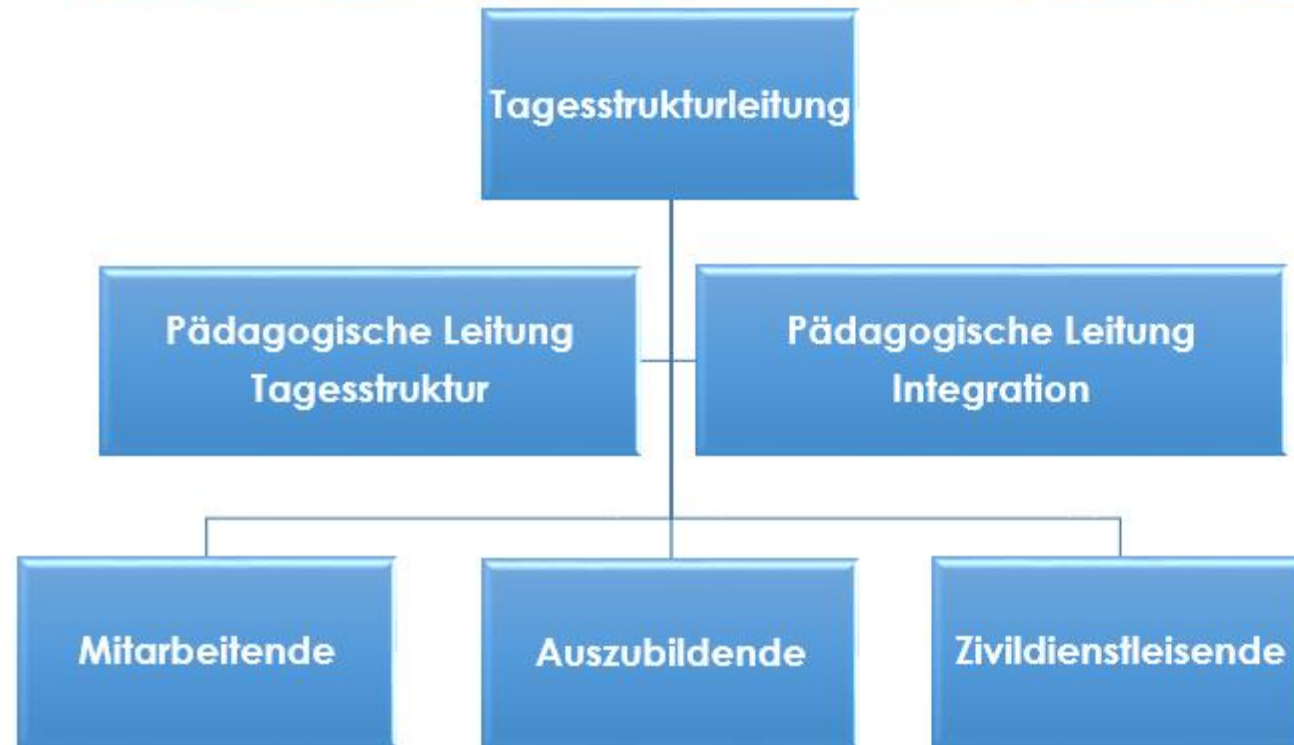 Tagesstrukturleitung
Pädagogische Leitung
Tagesstruktur
Pädagogische Leitung
Integration
Mitarbeitende
Auszubildende
Zivildienstleisende